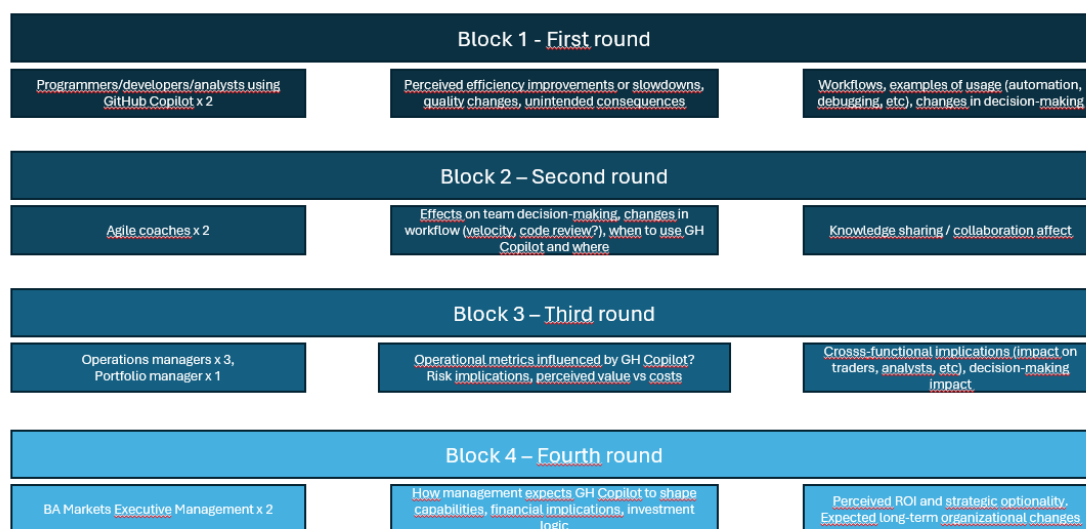 Block 1 - First round
Programmers/developers/analysts using
GitHub Copilot x 2
Perceived efficiency improvements or slowdowns,
quality changes, unintended consequences
Workflows, examples of usage (automation,
debugging, etc), changes in decision-making
Block 2 – Second round
Agile coaches x 2
Effects on team decision-making, changes in
workflow (velocity, code review?), when to use GH
Copilot and where
Knowledge sharing / collaboration affect
Block 3 – Third round
Operations managers x 3,
Portfolio manager x 1
Operational metrics influenced by GH Copilot?
Risk implications, perceived value vs costs
Crosss-functional implications (impact on
traders, analysts, etc), decision-making
impact
Block 4 – Fourth round
BA Markets Executive Management x 2
How management expects GH Copilot to shape
capabilities, financial implications, investment
logic
Perceived ROI and strategic optionality.
Expected long-term organizational changes